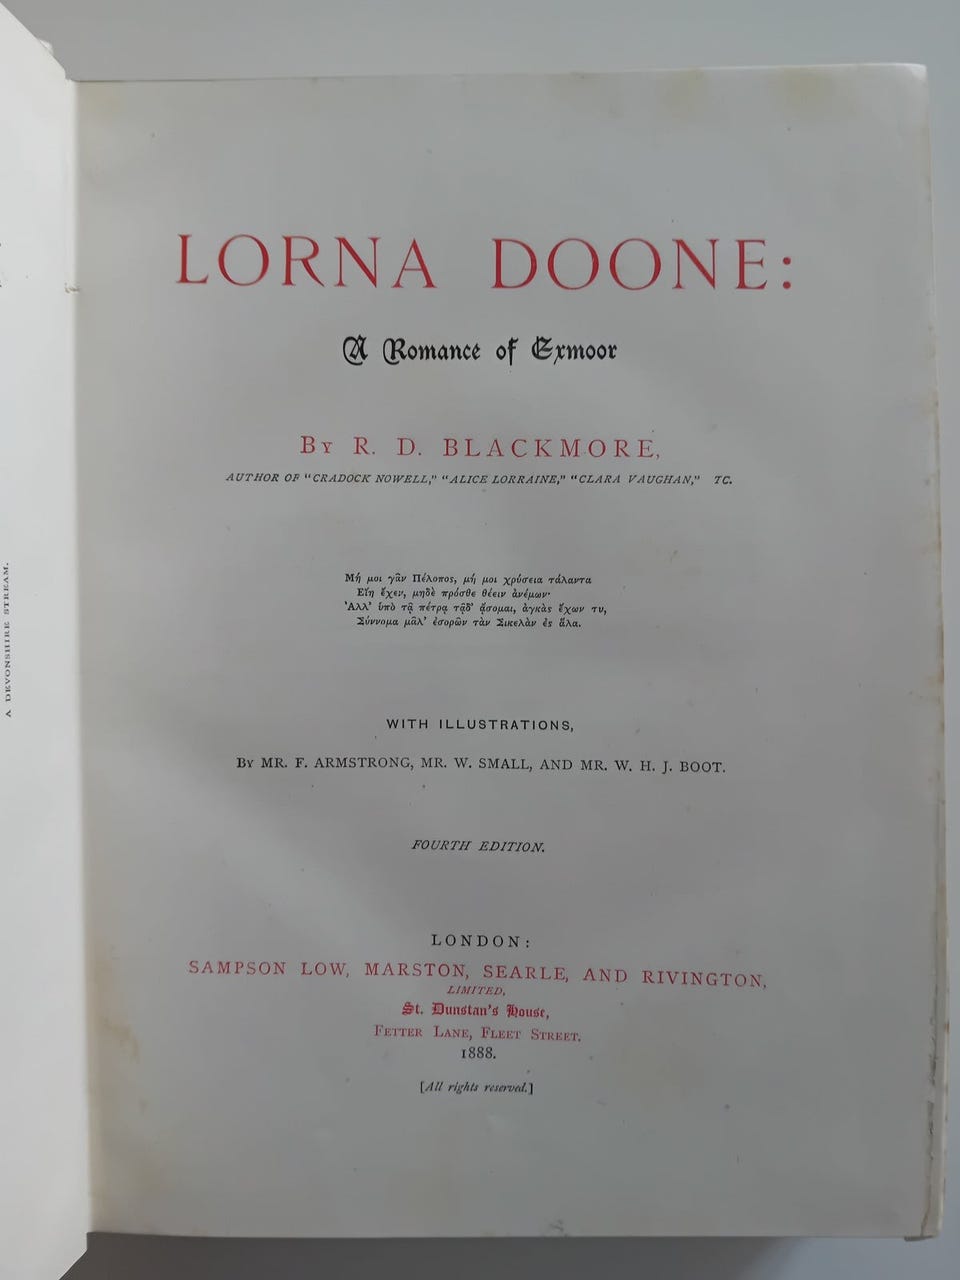 A DEVONSHIRE STREAM.
LORNA DOONE:
A Romance of Exmoor
By R. D. BLACKMORE,
AUTHOR OF "CRADOCK NOWELL," "ALICE LORRAINE," "CLARA VAUGHAN," TC.
Μή μοι γᾶν Πέλοπος, μή μοι χρύσεια τάλαντα
Εἴη ἔχεν, μηδὲ πρόσθε θέειν ἀνέμων·
Ἀλλ' ὑπὸ τᾷ πέτρᾳ τᾷδ' ᾄσομαι, ἀγκὰς ἔχων τυ,
Σύννομα μᾶλ' ἐσορῶν τὰν Σικελὰν ἐς ἅλα.
WITH ILLUSTRATIONS,
By MR. F. ARMSTRONG, MR. W. SMALL, AND MR. W. H. J. BOOT.
FOURTH EDITION.
LONDON:
SAMPSON LOW, MARSTON, SEARLE, AND RIVINGTON,
LIMITED,
St. Dunstan's House,
FETTER LANE, FLEET STREET.
1888.
[All rights reserved.]